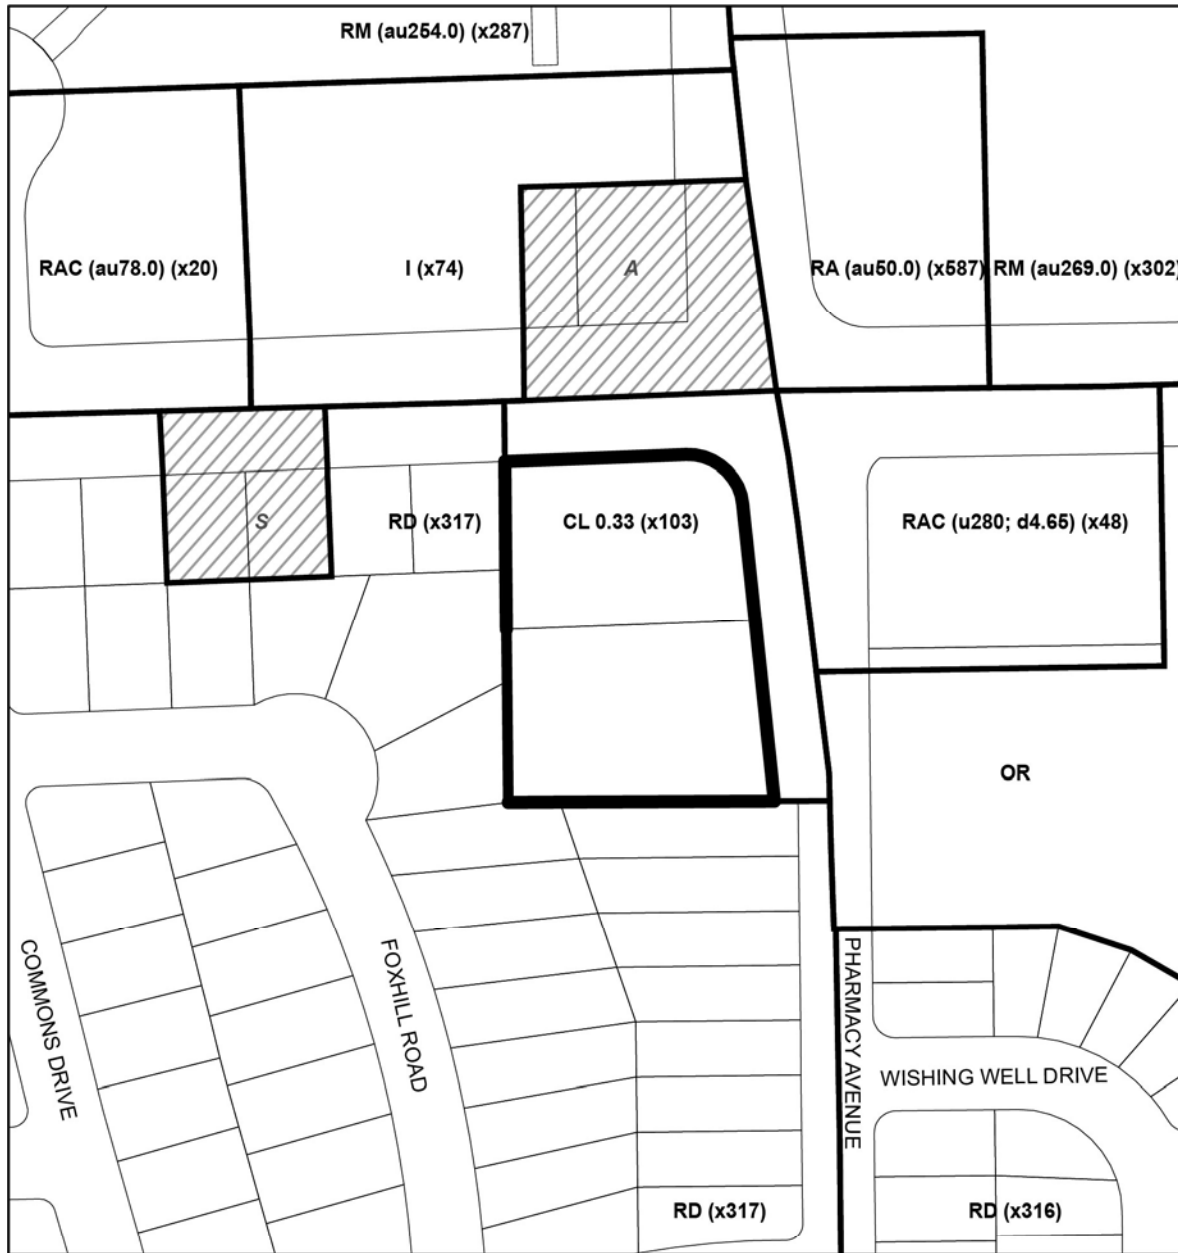 RM (au254.0) (x287)
RAC (au78.0) (x20)
I (x74)
A
RA (au50.0) (x587)
RM (au269.0) (x302)
S
RD (x317)
CL 0.33 (x103)
RAC (u280; d4.65) (x48)
OR
COMMONS DRIVE
FOXHILL ROAD
PHARMACY AVENUE
WISHING WELL DRIVE
RD (x317)
RD (x316)